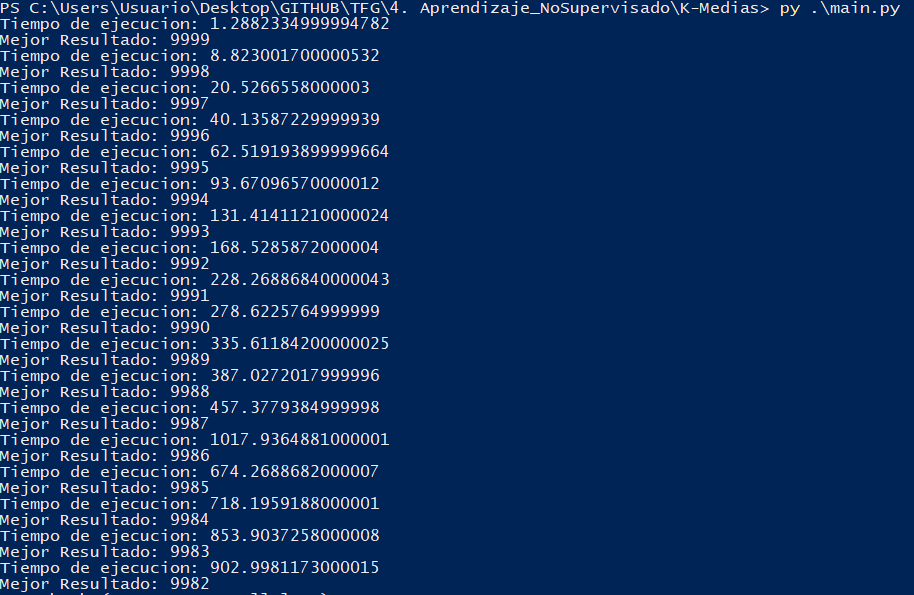 PS C:\Users\Usuario\Desktop\GITHUB\TFG\4. Aprendizaje_NoSupervisado\K-Medias> py .\main.py
Tiempo de ejecucion: 1.2882334999994782
Mejor Resultado: 9999
Tiempo de ejecucion: 8.823001700000532
Mejor Resultado: 9998
Tiempo de ejecucion: 20.5266558000003
Mejor Resultado: 9997
Tiempo de ejecucion: 40.13587229999939
Mejor Resultado: 9996
Tiempo de ejecucion: 62.519193899999664
Mejor Resultado: 9995
Tiempo de ejecucion: 93.67096570000012
Mejor Resultado: 9994
Tiempo de ejecucion: 131.41411210000024
Mejor Resultado: 9993
Tiempo de ejecucion: 168.5285872000004
Mejor Resultado: 9992
Tiempo de ejecucion: 228.26886840000043
Mejor Resultado: 9991
Tiempo de ejecucion: 278.6225764999999
Mejor Resultado: 9990
Tiempo de ejecucion: 335.61184200000025
Mejor Resultado: 9989
Tiempo de ejecucion: 387.0272017999996
Mejor Resultado: 9988
Tiempo de ejecucion: 457.3779384999998
Mejor Resultado: 9987
Tiempo de ejecucion: 1017.9364881000001
Mejor Resultado: 9986
Tiempo de ejecucion: 674.2688682000007
Mejor Resultado: 9985
Tiempo de ejecucion: 718.1959188000001
Mejor Resultado: 9984
Tiempo de ejecucion: 853.9037258000008
Mejor Resultado: 9983
Tiempo de ejecucion: 902.9981173000015
Mejor Resultado: 9982